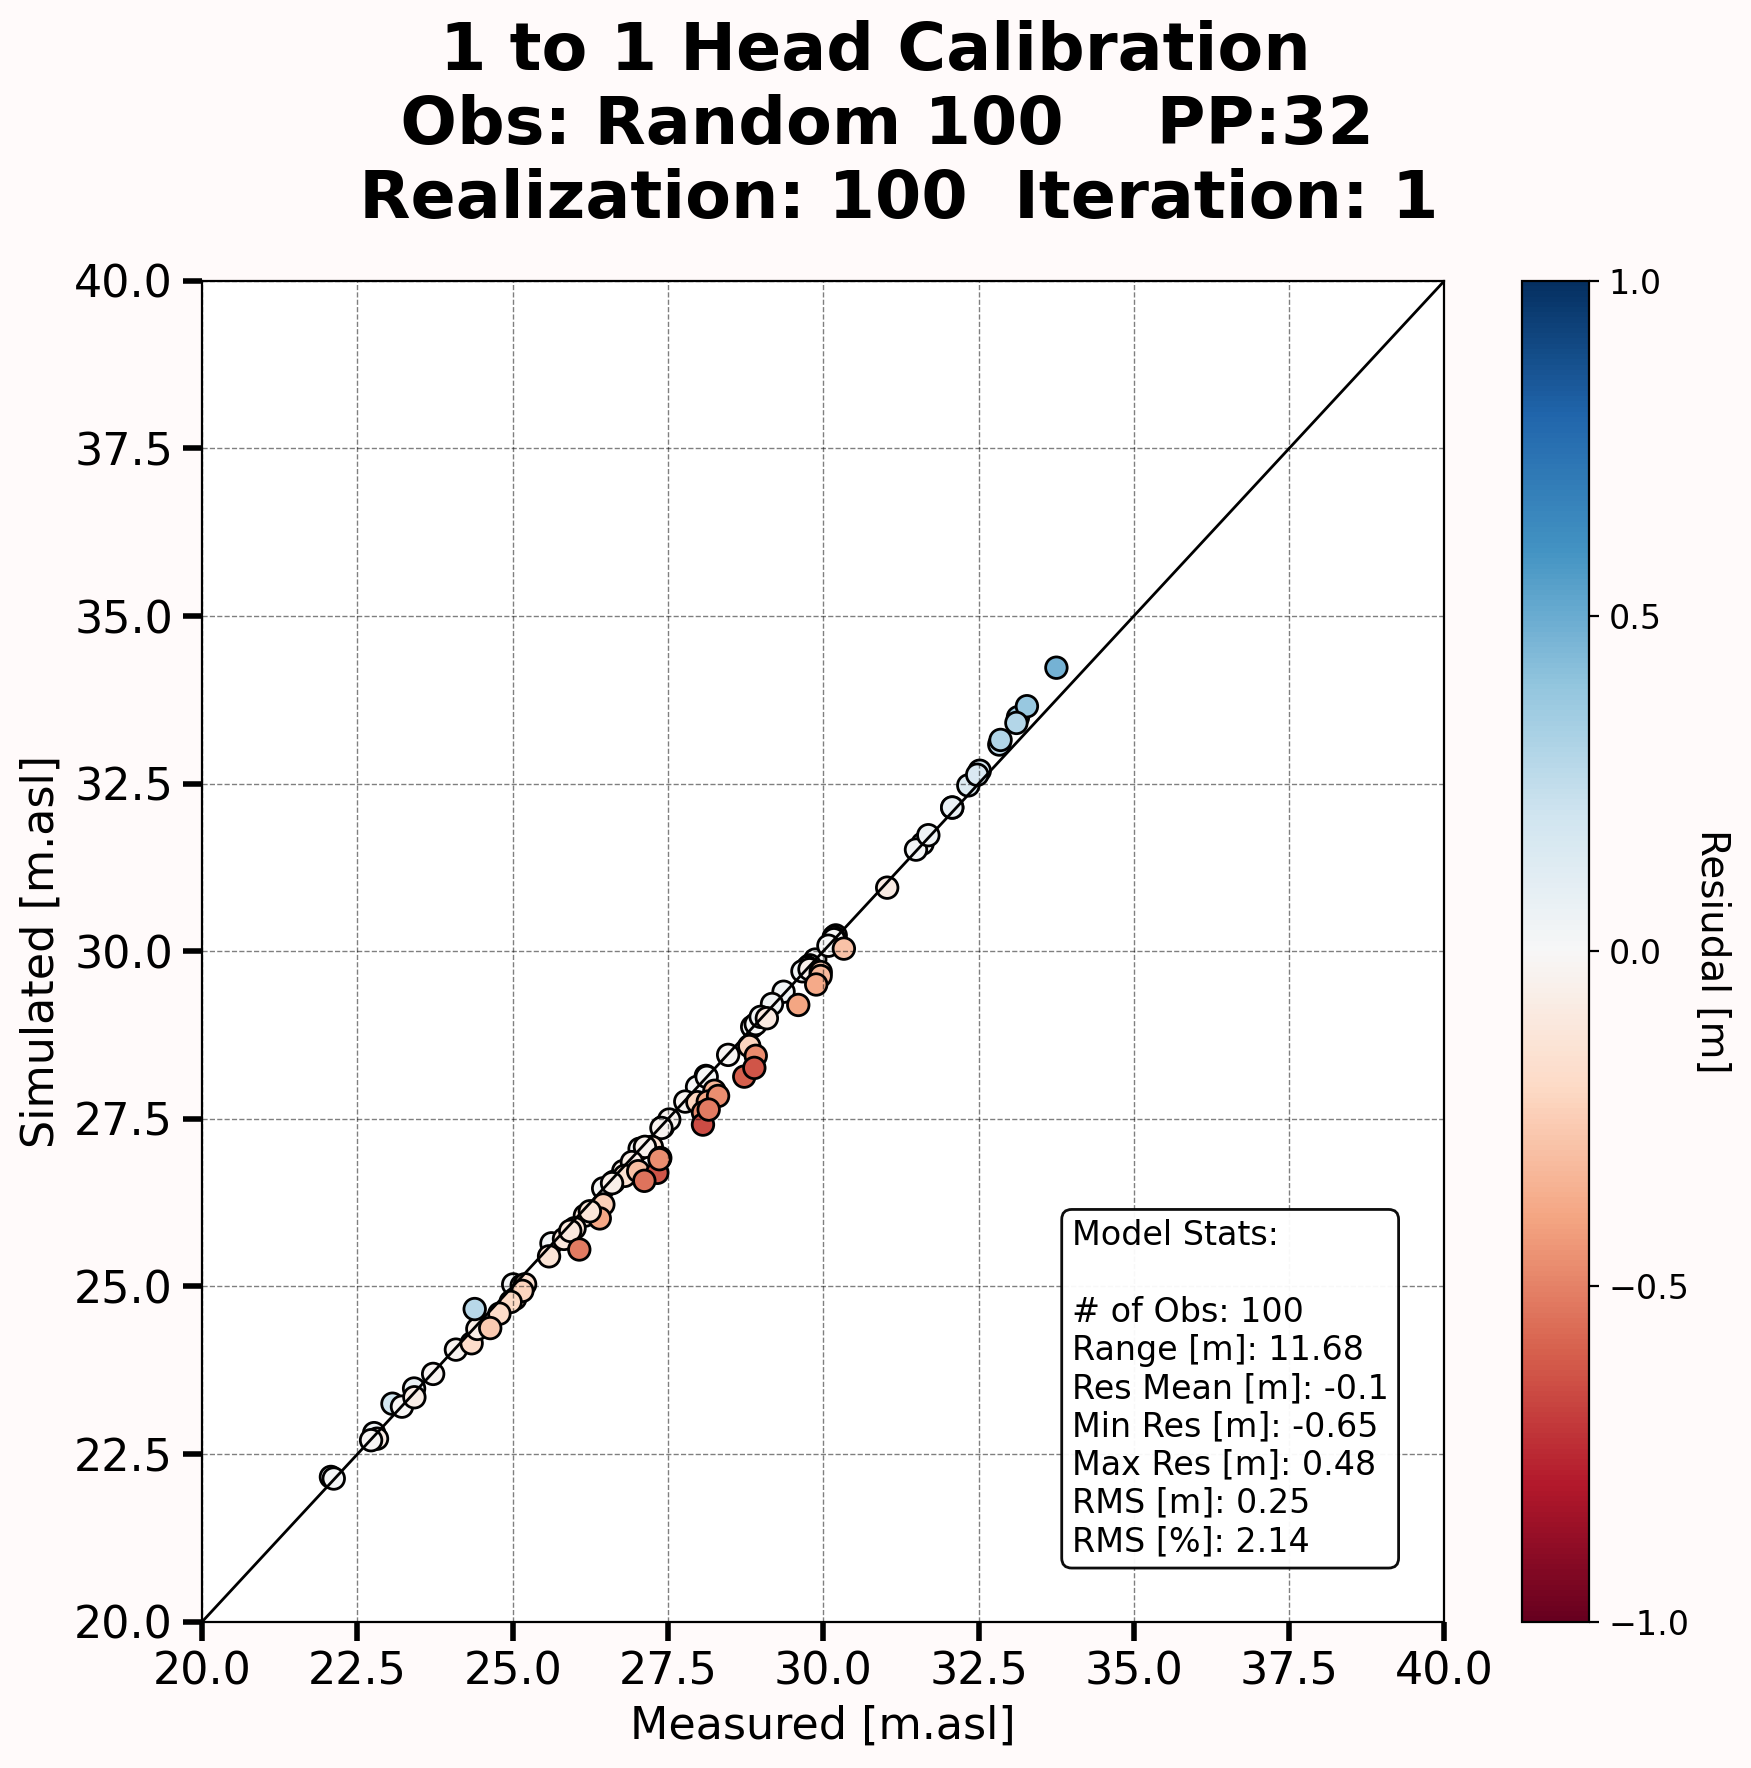 1 to 1 Head Calibration
Obs: Random 100 PP:32
Realization: 100 Iteration: 1
40.0
37.5
35.0
32.5
30.0
27.5
25.0
22.5
20.0
Simulated [m.asl]
20.0 22.5 25.0 27.5 30.0 32.5 35.0 37.5 40.0
Measured [m.asl]
Model Stats:
# of Obs: 100
Range [m]: 11.68
Res Mean [m]: -0.1
Min Res [m]: -0.65
Max Res [m]: 0.48
RMS [m]: 0.25
RMS [%]: 2.14
1.0
0.5
0.0
−0.5
−1.0
Resiudal [m]